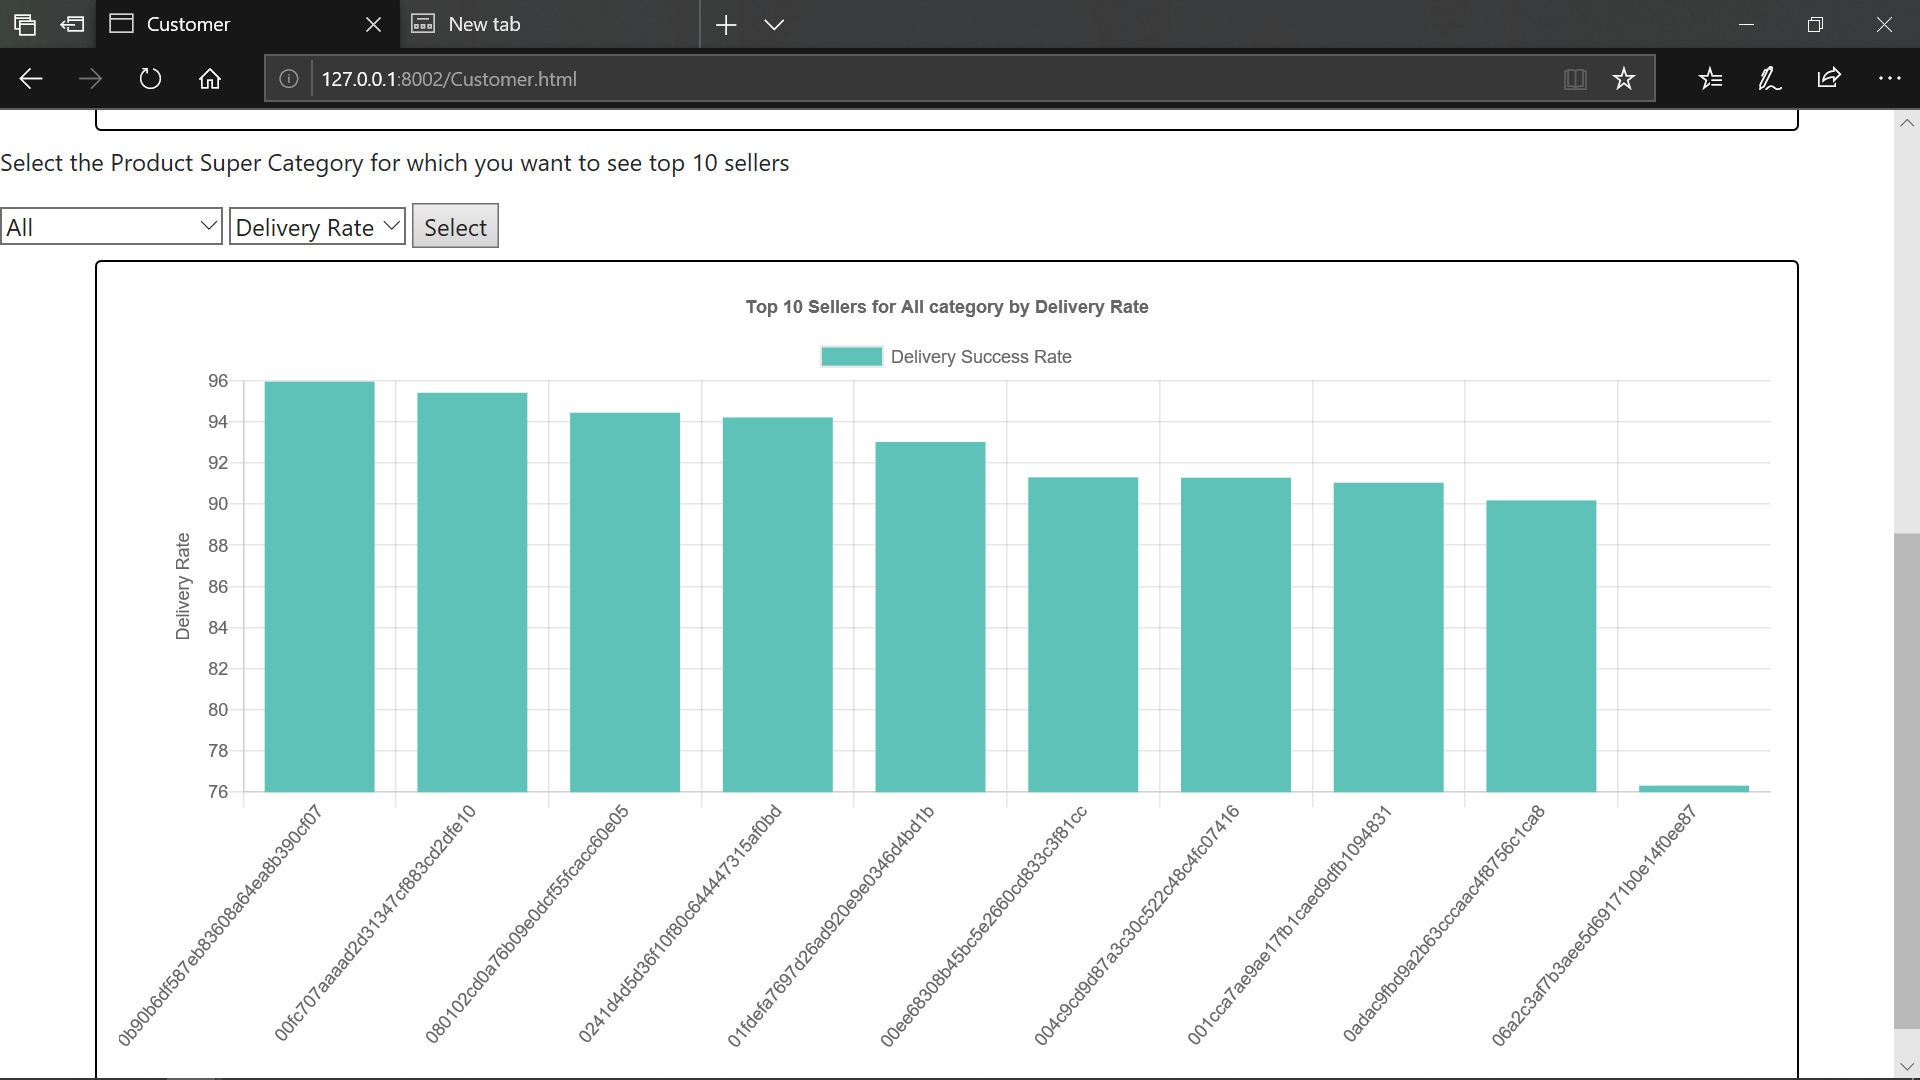 Customer
New tab
127.0.0.1:8002/Customer.html
Select the Product Super Category for which you want to see top 10 sellers
All
Delivery Rate
Select
Top 10 Sellers for All category by Delivery Rate
Delivery Success Rate
96
94
92
90
88
86
84
82
80
78
76
Delivery Rate
0b90b6df587eb83608a64ea8b390cf07
00fc707aaaad2d31347cf883cd2dfe10
080102cd0a76b09e0dcf55fcacc60e05
0241d4d5d36f10f80c644447315af0bd
01fdefa7697d26ad920e9e0346d4bd1b
00ee68308b45bc5e2660cd833c3f81cc
004c9cd9d87a3c30c522c48c4fc07416
001cca7ae9ae17fb1caed9dfb1094831
0adac9fbd9a2b63cccaac4f8756c1ca8
06a2c3af7b3aee5d69171b0e14f0ee87